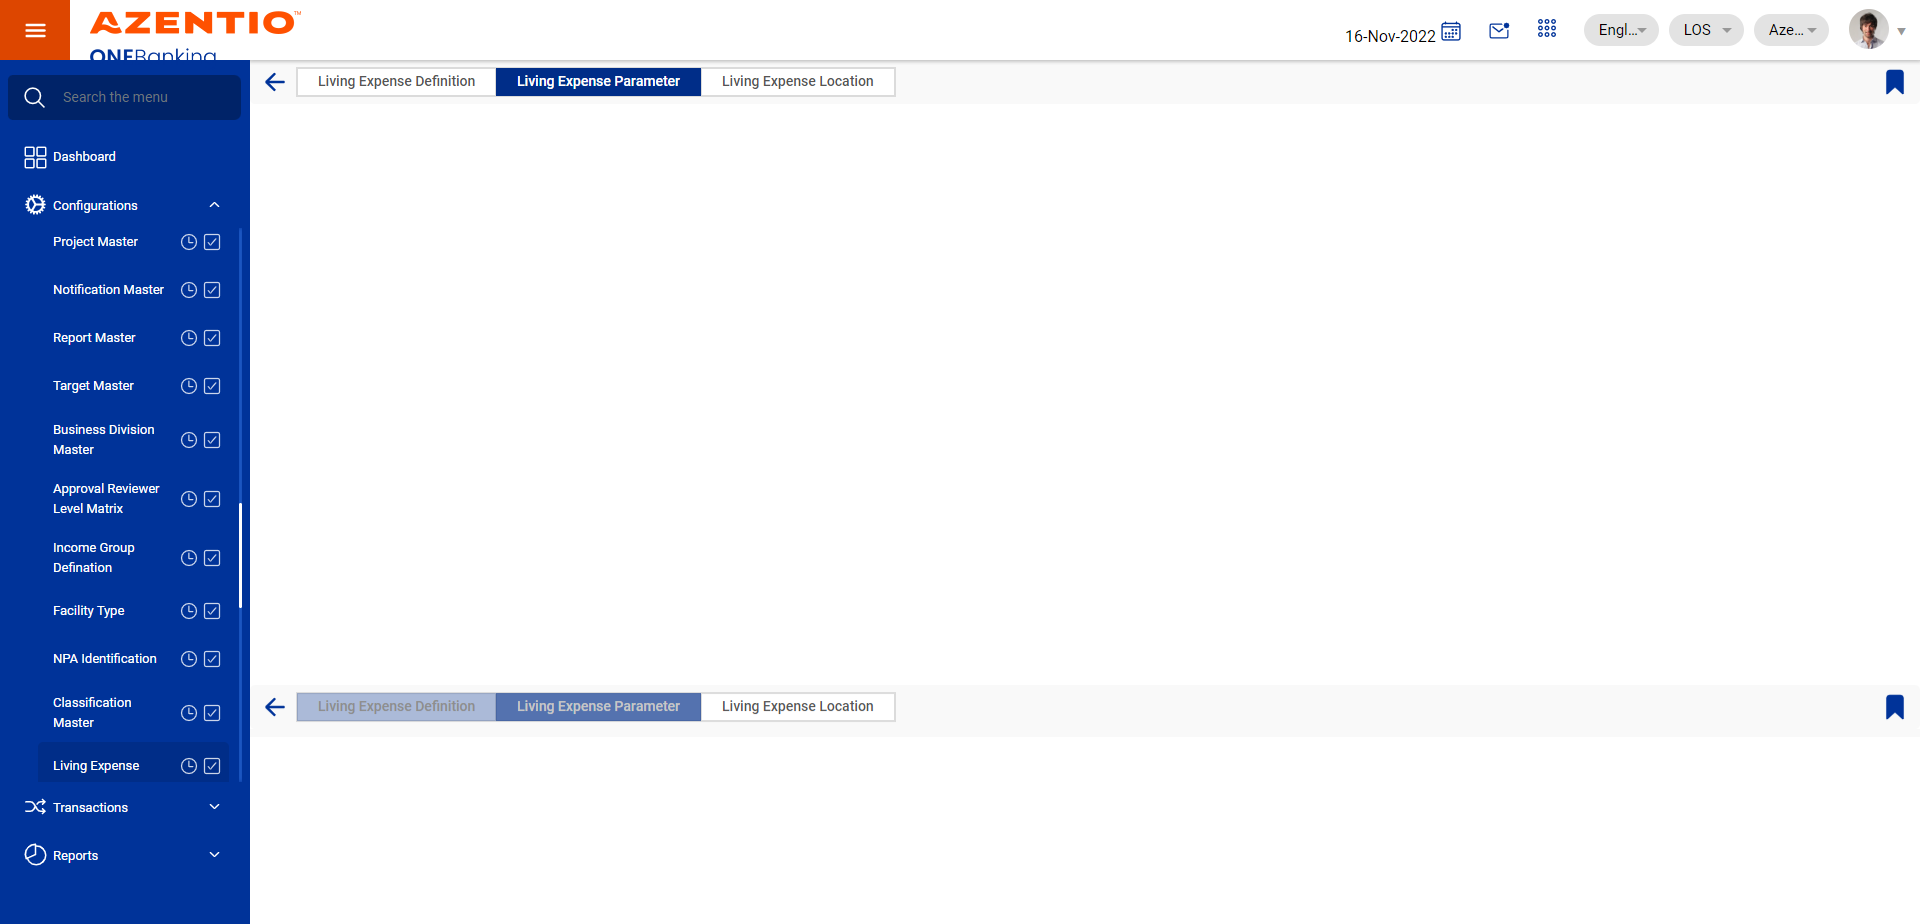 AZENTIO™
ONEBanking
16-Nov-2022
Engl...
LOS
Aze...
Search the menu
Dashboard
Configurations
Project Master
Notification Master
Report Master
Target Master
Business Division
Master
Approval Reviewer
Level Matrix
Income Group
Defination
Facility Type
NPA Identification
Classification
Master
Living Expense
Transactions
Reports
Living Expense Definition
Living Expense Parameter
Living Expense Location
Living Expense Definition
Living Expense Parameter
Living Expense Location